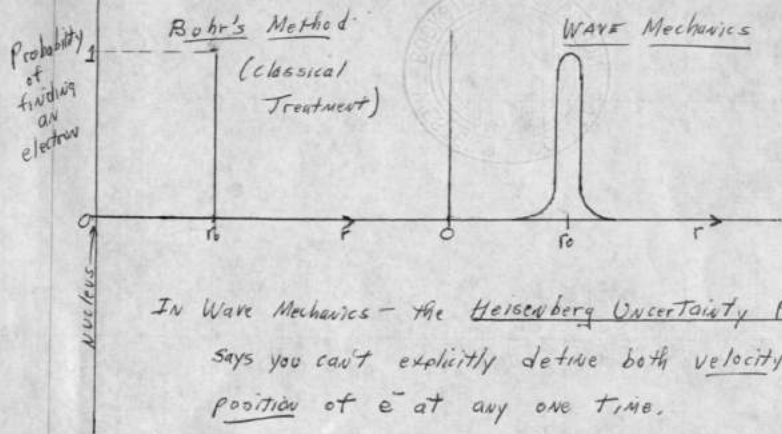 Bohr's Method
WAVE Mechanics
(Classical
Treatment)
Probability
of
finding
an
electron
1
0
r₀
r
0
r₀
r
Nucleus
In Wave Mechanics - the Heisenberg Uncertainty
says you can't explicitly define both velocity
position of e⁻ at any one time.